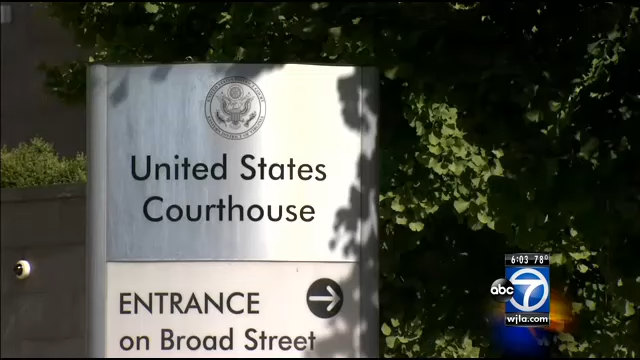 United States
Courthouse
ENTRANCE
on Broad Street
6:03 78°
abc 7
wjla.com